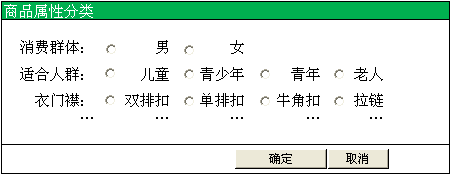 商品属性分类
消费群体： 男 女
适合人群： 儿童 青少年 青年 老人
衣门襟： 双排扣 单排扣 牛角扣 拉链
… … … … …
确定 取消